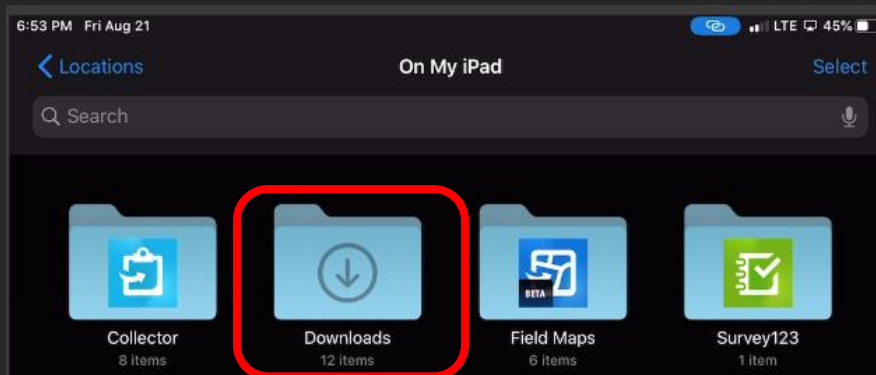 6:53 PM Fri Aug 21 LTE 45%
Locations On My iPad Select
Search
BETA
Collector Downloads Field Maps Survey123
8 items 12 items 6 items 1 item